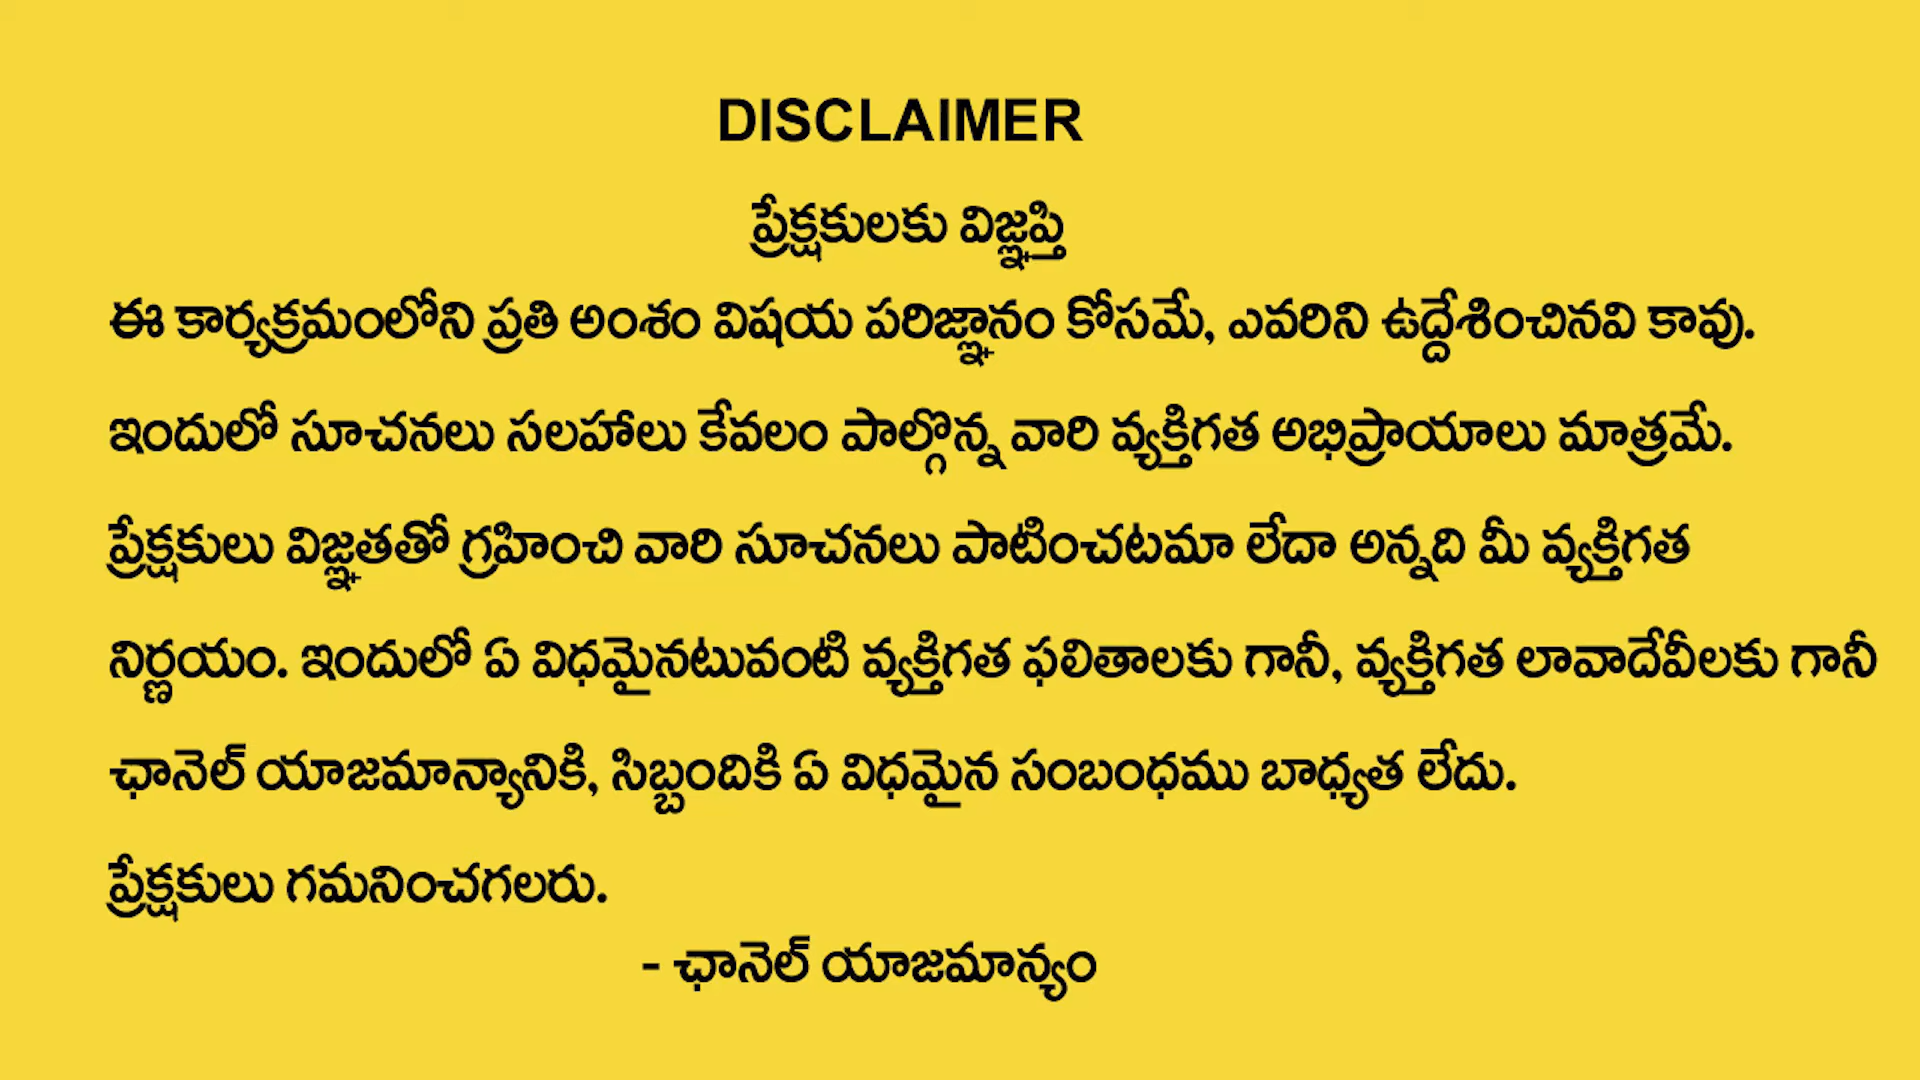 DISCLAIMER
ప్రేక్షకులకు విజ్ఞప్తి
ఈ కార్యక్రమంలోని ప్రతి అంశం విషయ పరిజ్ఞానం కోసమే, ఎవరిని ఉద్దేశించినవి కావు.
ఇందులో సూచనలు సలహాలు కేవలం పాల్గొన్న వారి వ్యక్తిగత అభిప్రాయాలు మాత్రమే.
ప్రేక్షకులు విజ్ఞతతో గ్రహించి వారి సూచనలు పాటించటమా లేదా అన్నది మీ వ్యక్తిగత
నిర్ణయం. ఇందులో ఏ విధమైనటువంటి వ్యక్తిగత ఫలితాలకు గానీ, వ్యక్తిగత లావాదేవీలకు గానీ
ఛానెల్ యాజమాన్యానికి, సిబ్బందికి ఏ విధమైన సంబంధము బాధ్యత లేదు.
ప్రేక్షకులు గమనించగలరు.
- ఛానెల్ యాజమాన్యం